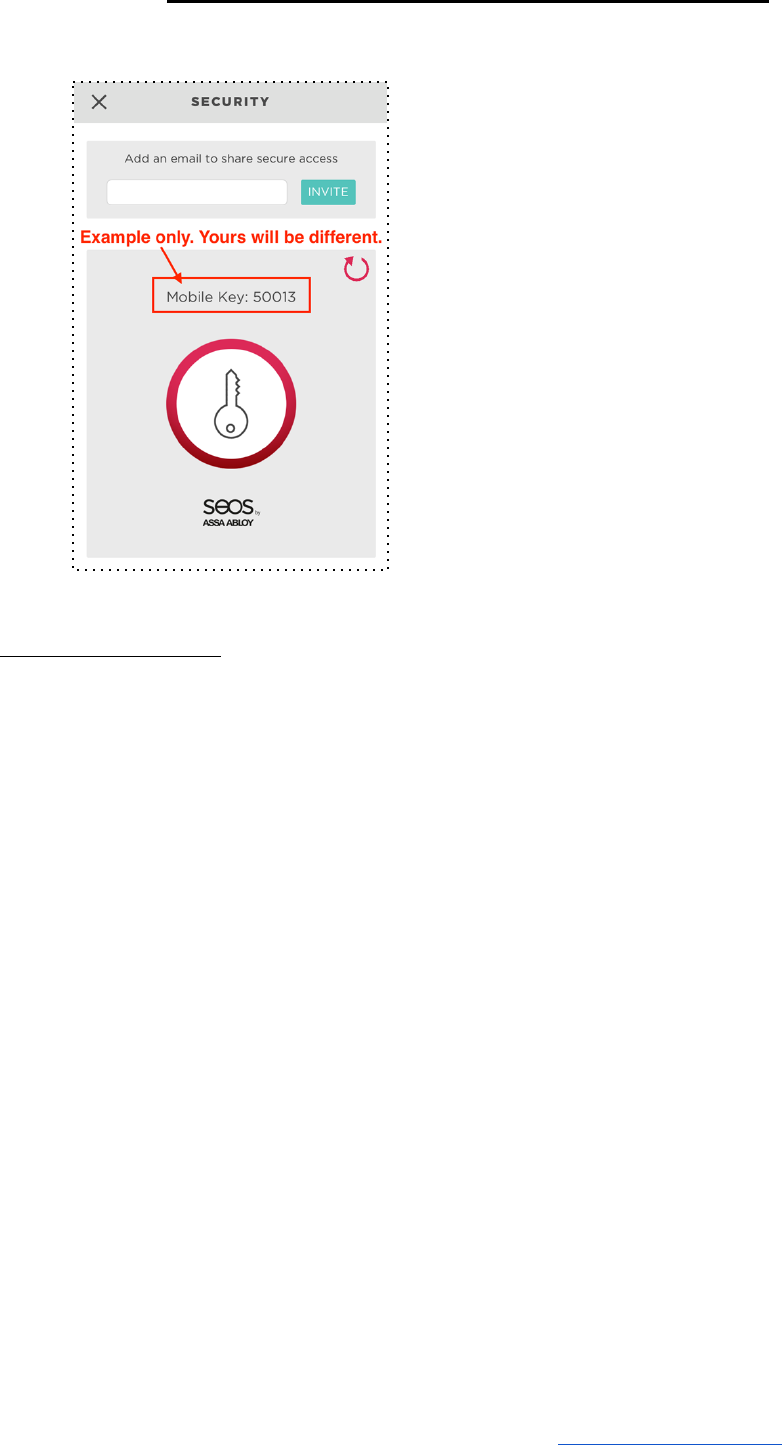 SECURITY
Add an email to share secure access
INVITE
Example only. Yours will be different.
Mobile Key: 50013
seos by
ASSA ABLOY